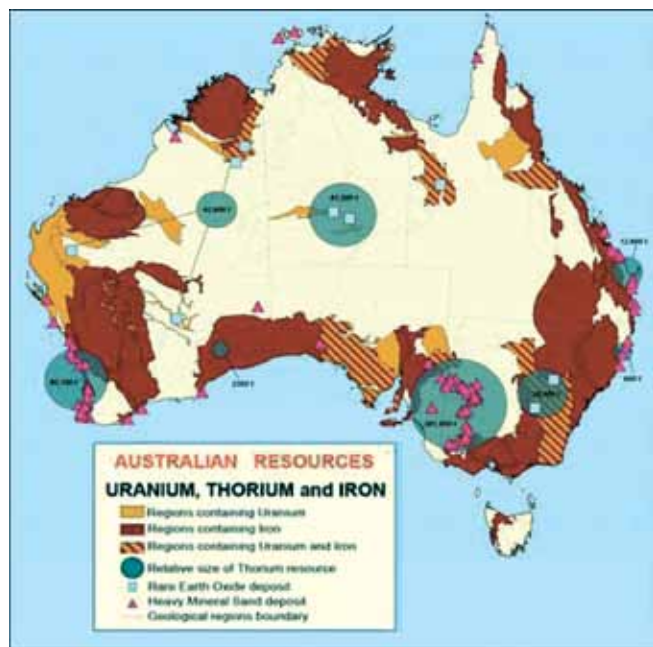 AUSTRALIAN RESOURCES
URANIUM, THORIUM and IRON
Regions containing Uranium
Regions containing Iron
Regions containing Uranium and Iron
Relative size of Thorium resource
Rare Earth Oxide deposit
Heavy Mineral Sand deposit
Geological regions boundary